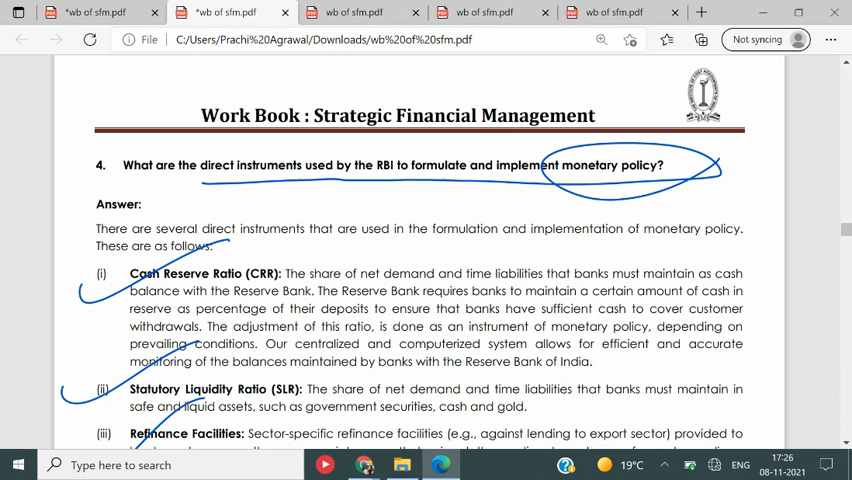 *wb of sfm.pdf
*wb of sfm.pdf
wb of sfm.pdf
wb of sfm.pdf
wb of sfm.pdf
File
C:/Users/Prachi%20Agrawal/Downloads/wb%20of%20sfm.pdf
Not syncing
Work Book : Strategic Financial Management
4. What are the direct instruments used by the RBI to formulate and implement monetary policy?
Answer:
There are several direct instruments that are used in the formulation and implementation of monetary policy.
These are as follows:
(i) Cash Reserve Ratio (CRR): The share of net demand and time liabilities that banks must maintain as cash
balance with the Reserve Bank. The Reserve Bank requires banks to maintain a certain amount of cash in
reserve as percentage of their deposits to ensure that banks have sufficient cash to cover customer
withdrawals. The adjustment of this ratio, is done as an instrument of monetary policy, depending on
prevailing conditions. Our centralized and computerized system allows for efficient and accurate
monitoring of the balances maintained by banks with the Reserve Bank of India.
(ii) Statutory Liquidity Ratio (SLR): The share of net demand and time liabilities that banks must maintain in
safe and liquid assets, such as government securities, cash and gold.
(iii) Refinance Facilities: Sector-specific refinance facilities (e.g., against lending to export sector) provided to
Type here to search
19°C
ENG
17:26
08-11-2021